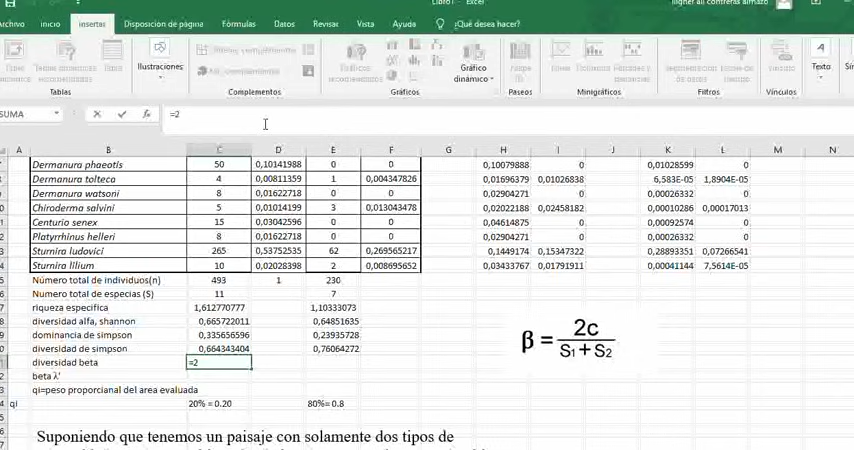 Libro1 - Excel
ligner ali contreras almazo
Archivo Inicio Insertar Disposición de página Fórmulas Datos Revisar Vista Ayuda ¿Qué desea hacer?
Ilustraciones
Complementos
Gráfico dinámico
Texto
Tablas Complementos Gráficos Paseos Minigráficos Filtros Vínculos
SUMA =2
A B C D E F G H I J K L M N
Dermanura phaeotis 50 0,10141988 0 0 0,10079888 0 0,01028599 0
Dermanura tolteca 4 0,00811359 1 0,004347826 0,01696379 0,01026838 6,583E-05 1,8904E-05
Dermanura watsoni 8 0,01622718 0 0 0,02904271 0 0,00026332 0
Chiroderma salvini 5 0,01014199 3 0,013043478 0,02022188 0,02458182 0,00010286 0,00017013
Centurio senex 15 0,03042596 0 0 0,04614875 0 0,00092574 0
Platyrrhinus helleri 8 0,01622718 0 0 0,02904271 0 0,00026332 0
Sturnira ludovici 265 0,53752535 62 0,269565217 0,1449174 0,15347322 0,28893351 0,07266541
Sturnira lilium 10 0,02028398 2 0,008695652 0,03433767 0,01791911 0,00041144 7,5614E-05
Número total de individuos(n) 493 1 230
Número total de especias (S) 11 7
riqueza especifica 1,612770777 1,10333073
diversidad alfa, shannon 0,665722011 0,64851635
dominancia de simpson 0,335656596 0,23935728
diversidad de simpson 0,664343404 0,76064272
diversidad beta =2
beta λ'
qi=peso proporcianal del area evaluada
qi 20% = 0.20 80%= 0.8
β = 2c
S1 + S2
Suponiendo que tenemos un paisaje con solamente dos tipos de